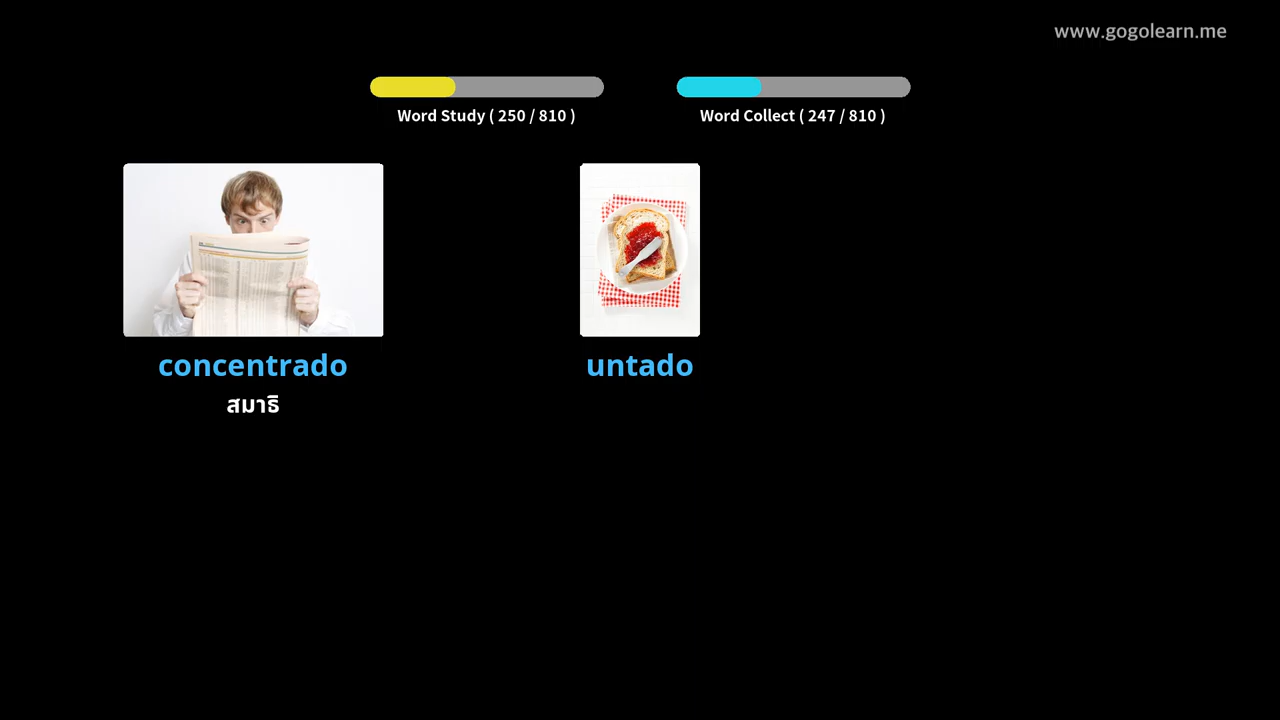 www.gogolearn.me
Word Study ( 250 / 810 )
Word Collect ( 247 / 810 )
concentrado
สมาธิ
untado